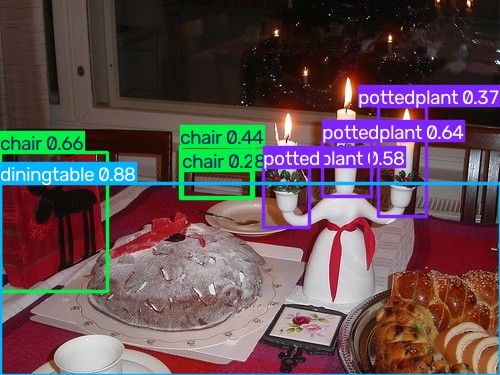 pottedplant 0.37
pottedplant 0.64
chair 0.66
chair 0.44
chair 0.28
pottedplant 0.58
diningtable 0.88